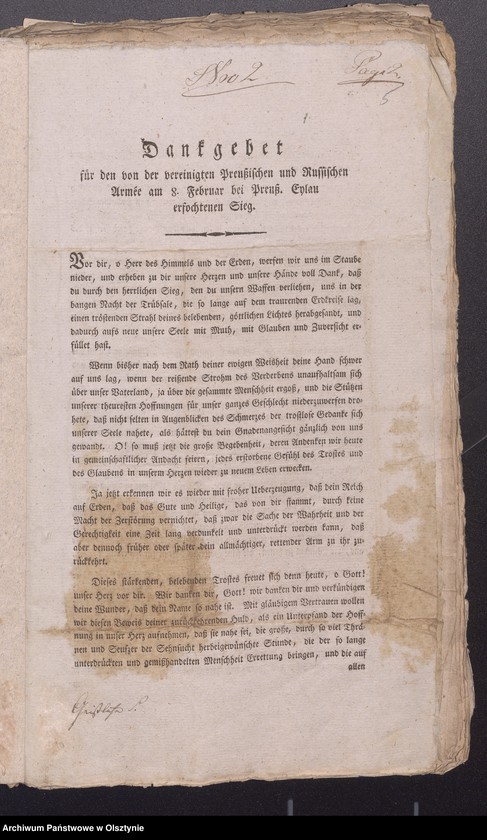 No 2
Pag. 2
Dankgebet
für den von der vereinigten Preußischen und Russischen
Armée am 8. Februar bei Preuß. Eylau
erfochtenen Sieg.
Vor dir, o Herr des Himmels und der Erden, werfen wir uns im Staube
nieder, und erheben zu dir unsere Herzen und unsere Hände voll Dank, daß
du durch den herrlichen Sieg, den du unsern Waffen verliehen, uns in der
bangen Nacht der Trübsale, die so lange auf dem traurenden Erdkreise lag,
einen tröstenden Strahl deines belebenden, göttlichen Lichtes herabgesandt, und
dadurch aufs neue unsere Seele mit Muth, mit Glauben und Zuversicht er-
füllet hast.
Wenn bisher nach dem Rath deiner ewigen Weisheit deine Hand schwer
auf uns lag, wenn der reißende Strohm des Verderbens unaufhaltsam sich
über unser Vaterland, ja über die gesammte Menschheit ergoß, und die Stützen
unserer theuresten Hoffnungen für unser ganzes Geschlecht niederzuwerfen dro-
hete, daß nicht selten in Augenblicken des Schmerzes der trostlose Gedanke sich
unserer Seele nahete, als hättest du dein Gnadenangesicht gänzlich von uns
gewandt. O! so muß jetzt die große Begebenheit, deren Andenken wir heute
in gemeinschaftlicher Andacht feiern, jedes erstorbene Gefühl des Trostes und
des Glaubens in unserm Herzen wieder zu neuem Leben erwecken.
Ja jetzt erkennen wir es wieder mit froher Ueberzeugung, daß dein Reich
auf Erden, daß das Gute und Heilige, das von dir stammt, durch keine
Macht der Zerstörung vernichtet, daß zwar die Sache der Wahrheit und der
Gerechtigkeit eine Zeit lang verdunkelt und unterdrückt werden kann, daß
aber dennoch früher oder später dein allmächtiger, rettender Arm zu ihr zu-
rückkehrt.
Dieses stärkenden, belebenden Trostes freuet sich denn heute, o Gott!
unser Herz vor dir. Wir danken dir, Gott! wir danken dir und verkündigen
deine Wunder, daß dein Name so nahe ist. Mit gläubigem Vertrauen wollen
wir diesen Beweis deiner zurückkehrenden Huld, als ein Unterpfand der Hoff-
nung in unser Herz aufnehmen, daß sie nahe sei, die große, durch so viel Thrä-
nen und Seufzer der Sehnsucht herbeigewünschte Stunde, die der so lange
unterdrückten und gemißhandelten Menschheit Errettung bringen, und die auf
allen
Archiwum Państwowe w Olsztynie